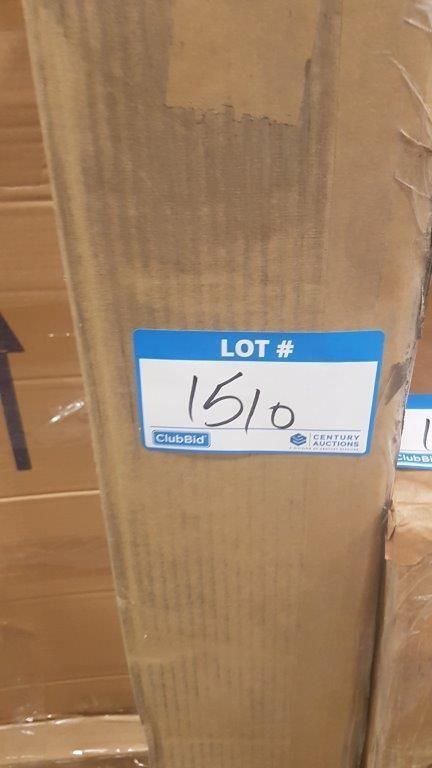 LOT #
1510
ClubBid
CENTURY
AUCTIONS